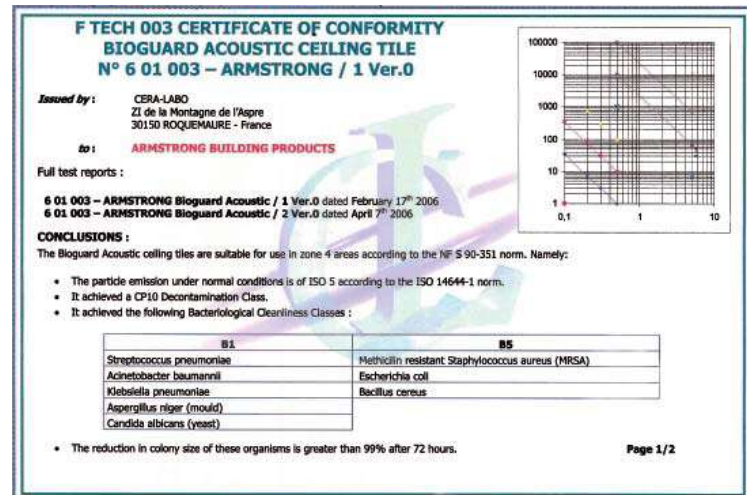 F TECH 003 CERTIFICATE OF CONFORMITY
BIOGUARD ACOUSTIC CEILING TILE
N° 6 01 003 – ARMSTRONG / 1 Ver.0
Issued by : CERA-LABO
ZI de la Montagne de l'Aspre
30150 ROQUEMAURE - France
to : ARMSTRONG BUILDING PRODUCTS
Full test reports :
6 01 003 – ARMSTRONG Bioguard Acoustic / 1 Ver.0 dated February 17th 2006
6 01 003 – ARMSTRONG Bioguard Acoustic / 2 Ver.0 dated April 7th 2006
100000
10000
1000
100
10
1
0,1 1 10
CONCLUSIONS :
The Bioguard Acoustic ceiling tiles are suitable for use in zone 4 areas according to the NF S 90-351 norm. Namely:
• The particle emission under normal conditions is of ISO 5 according to the ISO 14644-1 norm.
• It achieved a CP10 Decontamination Class.
• It achieved the following Bacteriological Cleanliness Classes :
B1 B5
Streptococcus pneumoniae Methicilin resistant Staphylococcus aureus (MRSA)
Acinetobacter baumannii Escherichia coli
Klebsiella pneumoniae Bacillus cereus
Aspergillus niger (mould)
Candida albicans (yeast)
• The reduction in colony size of these organisms is greater than 99% after 72 hours.
Page 1/2